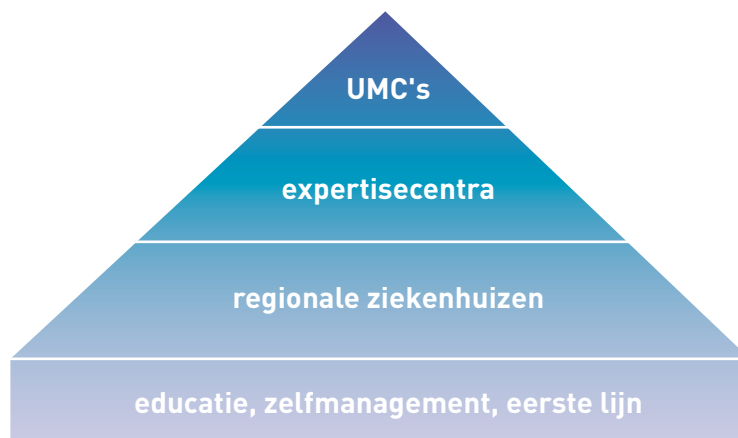 UMC's
expertisecentra
regionale ziekenhuizen
educatie, zelfmanagement, eerste lijn